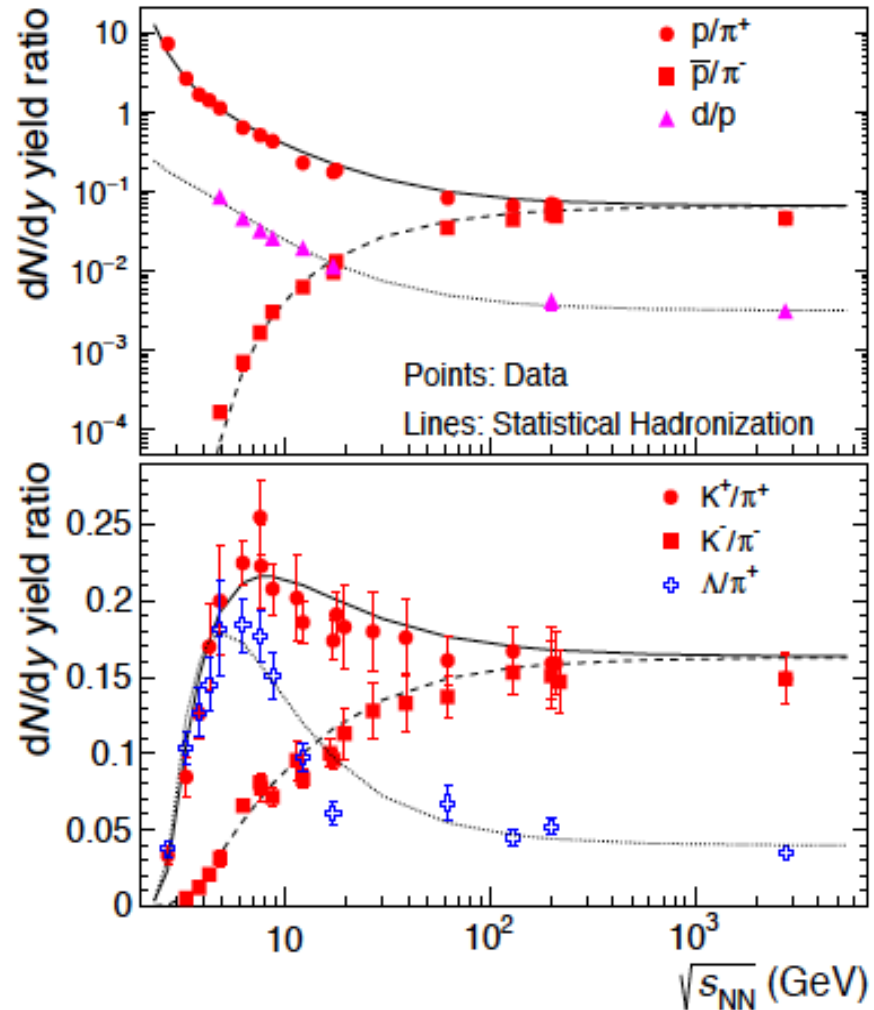 dN/dy yield ratio
10
1
10⁻¹
10⁻²
10⁻³
10⁻⁴
p/π⁺
p̅/π⁻
d/p
Points: Data
Lines: Statistical Hadronization
dN/dy yield ratio
0.25
0.2
0.15
0.1
0.05
0
K⁺/π⁺
K⁻/π⁻
Λ/π⁺
10
10²
10³
√sNN (GeV)